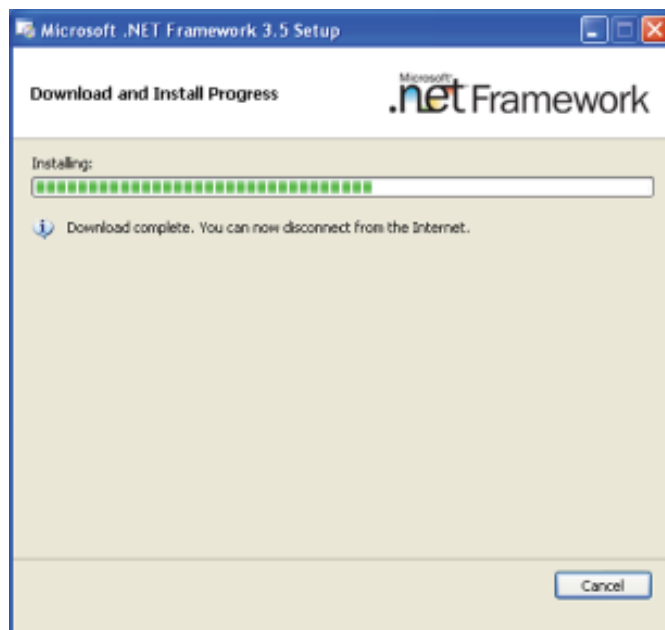 Microsoft .NET Framework 3.5 Setup
Download and Install Progress
Microsoft
.net Framework
Installing:
Download complete. You can now disconnect from the Internet.
Cancel